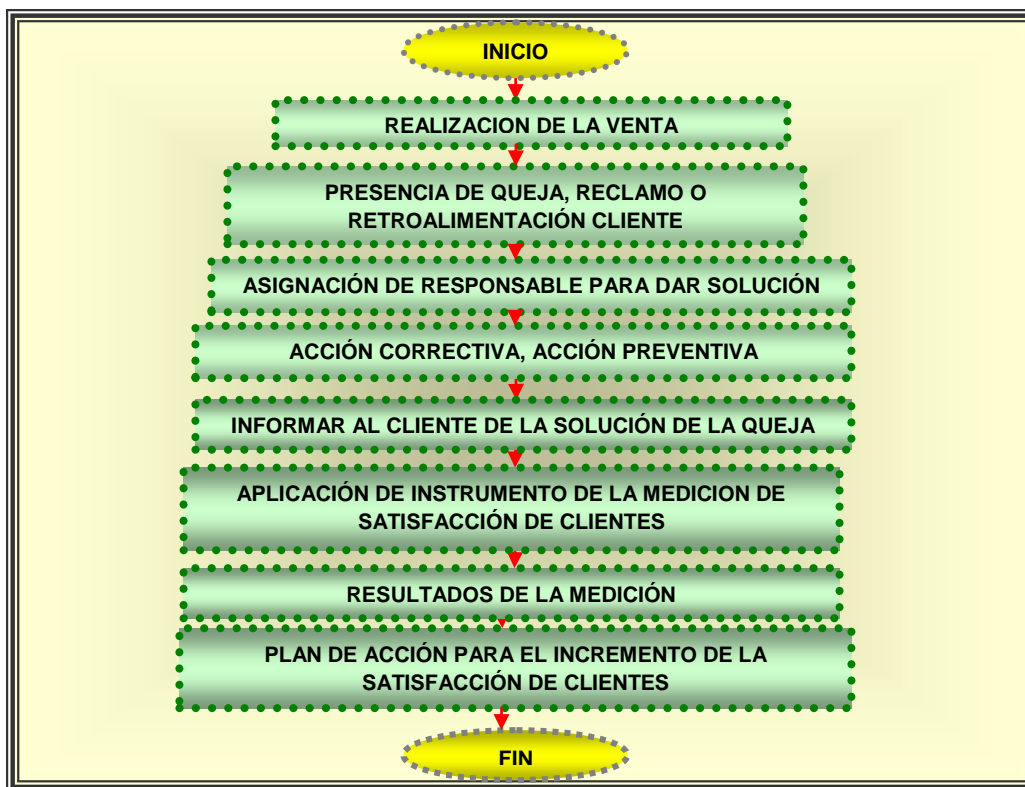 INICIO
REALIZACION DE LA VENTA
PRESENCIA DE QUEJA, RECLAMO O
RETROALIMENTACIÓN CLIENTE
ASIGNACIÓN DE RESPONSABLE PARA DAR SOLUCIÓN
ACCIÓN CORRECTIVA, ACCIÓN PREVENTIVA
INFORMAR AL CLIENTE DE LA SOLUCIÓN DE LA QUEJA
APLICACIÓN DE INSTRUMENTO DE LA MEDICION DE
SATISFACCIÓN DE CLIENTES
RESULTADOS DE LA MEDICIÓN
PLAN DE ACCIÓN PARA EL INCREMENTO DE LA
SATISFACCIÓN DE CLIENTES
FIN